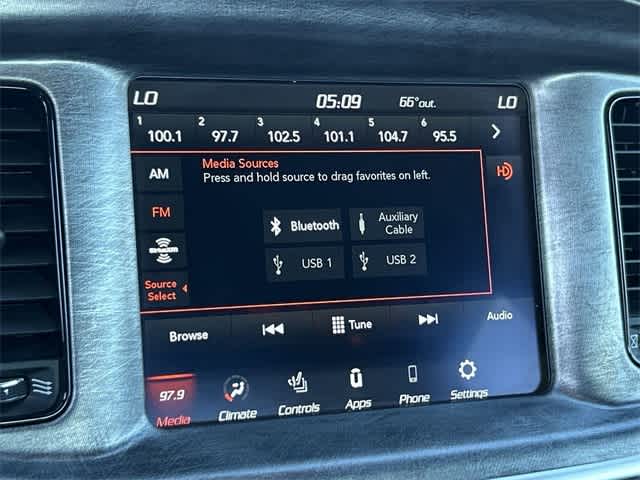 LO 05:09 66°out. LO
1 2 3 4 5 6
100.1 97.7 102.5 101.1 104.7 95.5
Media Sources
Press and hold source to drag favorites on left.
AM
FM
Source
Select
Bluetooth
Auxiliary
Cable
USB 1
USB 2
HD
Browse
Tune
Audio
97.9
Media
Climate
Controls
Apps
Phone
Settings